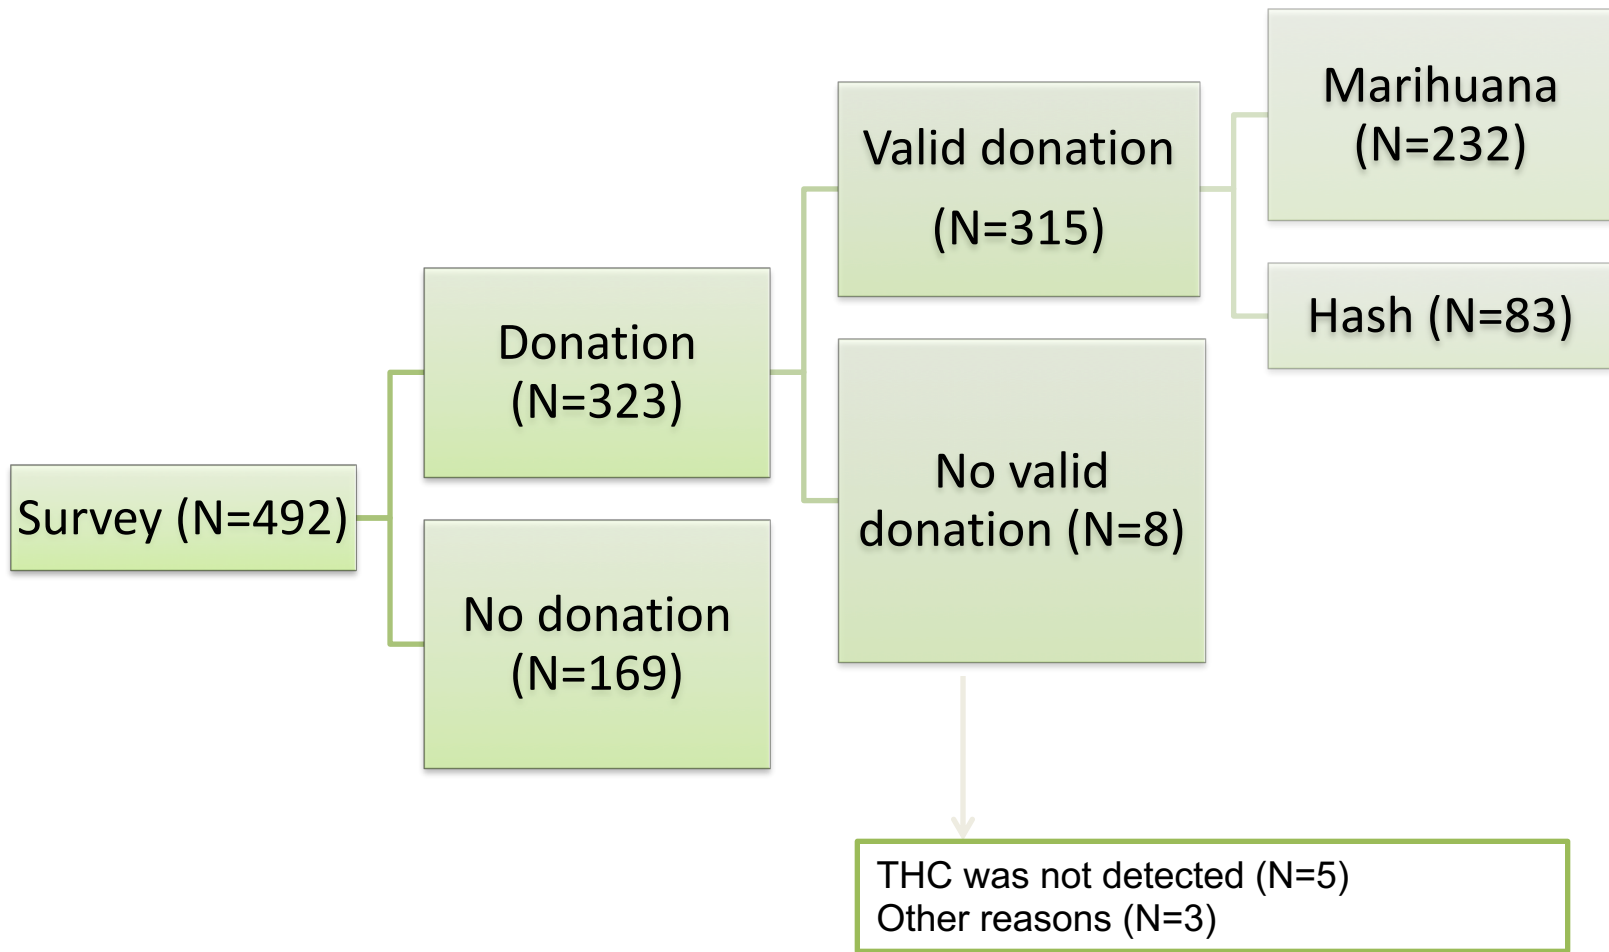 Survey (N=492)
Donation
(N=323)
No donation
(N=169)
Valid donation
(N=315)
No valid
donation (N=8)
Marihuana
(N=232)
Hash (N=83)
THC was not detected (N=5)
Other reasons (N=3)